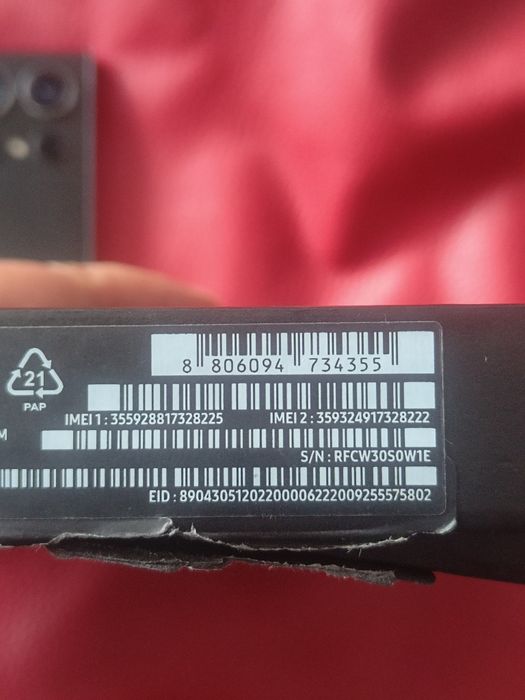 8 806094 734355
21
PAP
IMEI 1 : 355928817328225 IMEI 2 : 359324917328222
M
S/N : RFCW30S0W1E
EID : 89043051202200006222009255575802